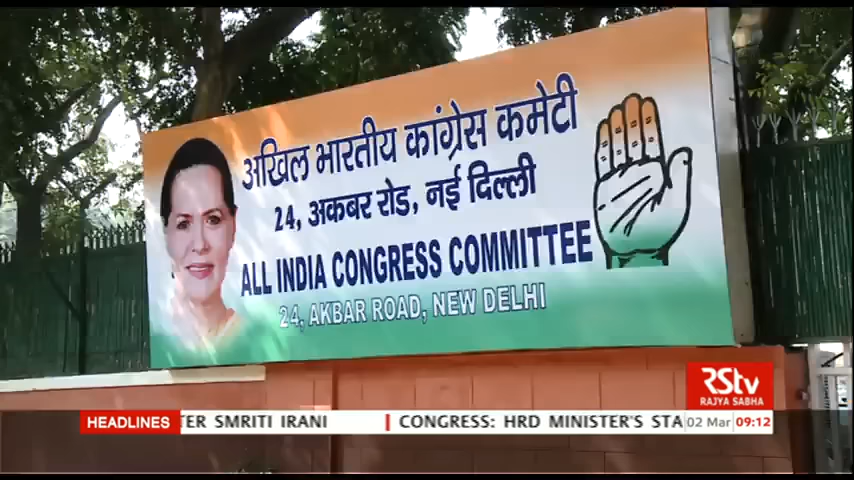 अखिल भारतीय कांग्रेस कमेटी
24, अकबर रोड, नई दिल्ली
ALL INDIA CONGRESS COMMITTEE
24, AKBAR ROAD, NEW DELHI
RStv
RAJYA SABHA
HEADLINES TER SMRITI IRANI CONGRESS: HRD MINISTER'S STA 02 Mar 09:12